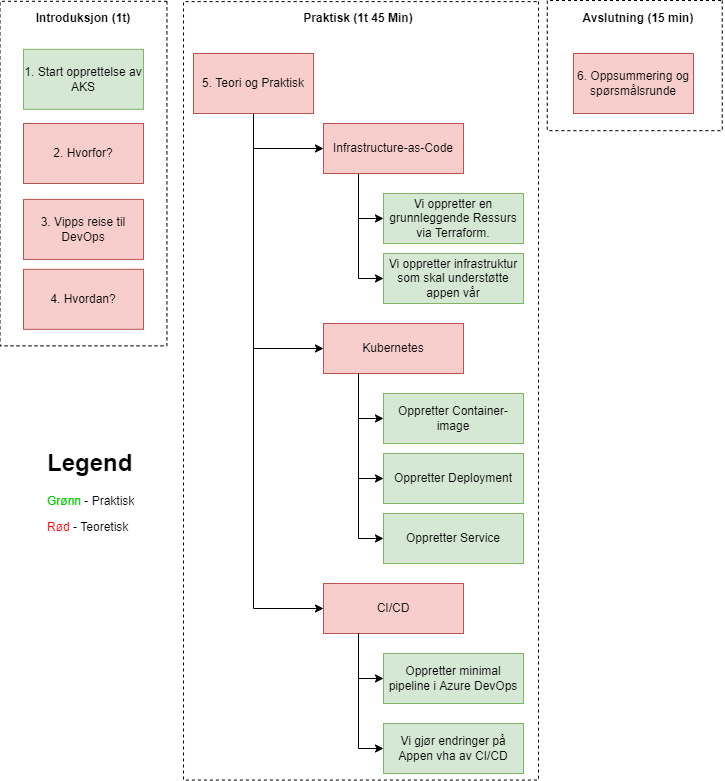 Introduksjon (1t)
1. Start opprettelse av
AKS
2. Hvorfor?
3. Vipps reise til
DevOps
4. Hvordan?
Legend
Grønn - Praktisk
Rød - Teoretisk
Praktisk (1t 45 Min)
5. Teori og Praktisk
Infrastructure-as-Code
Vi oppretter en
grunnleggende Ressurs
via Terraform.
Vi oppretter infrastruktur
som skal understøtte
appen vår
Kubernetes
Oppretter Container-
image
Oppretter Deployment
Oppretter Service
CI/CD
Oppretter minimal
pipeline i Azure DevOps
Vi gjør endringer på
Appen vha av CI/CD
Avslutning (15 min)
6. Oppsummering og
spørsmålsrunde